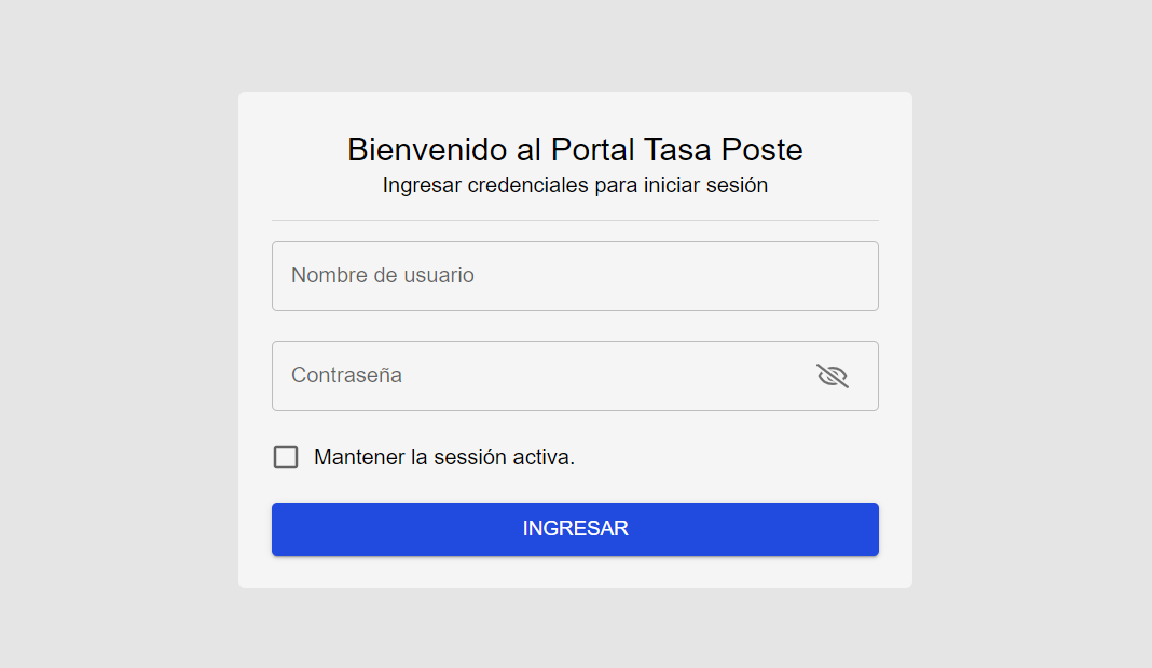 Bienvenido al Portal Tasa Poste
Ingresar credenciales para iniciar sesión
Nombre de usuario
Contraseña
Mantener la sessión activa.
INGRESAR